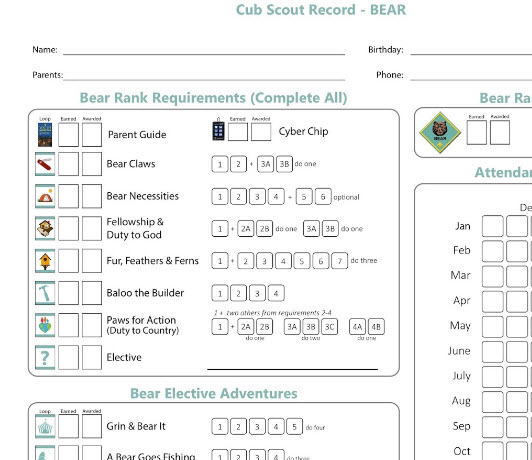 Cub Scout Record - BEAR
Name:
Birthday:
Parents:
Phone:
Bear Rank Requirements (Complete All)
Loop Earned Awarded
Parent Guide
Earned Awarded
Cyber Chip
Bear Claws
1 2 + 3A 3B do one
Bear Necessities
1 2 3 4 + 5 6 optional
Fellowship &
Duty to God
1 + 2A 2B do one 3A 3B do one
Fur, Feathers & Ferns
1 + 2 3 4 5 6 7 do three
Baloo the Builder
1 2 3 4
Paws for Action
(Duty to Country)
1 + two others from requirements 2-4
1 + 2A 2B 3A 3B 3C 4A 4B
do one do two do one
Elective
?
Bear Elective Adventures
Loop Earned Awarded
Grin & Bear It
1 2 3 4 5 do four
A Bear Goes Fishing
1 2 3 4 do three
Bear Ra
Earned Awarded
BEAR
Attendan
De
Jan
Feb
Mar
Apr
May
June
July
Aug
Sep
Oct